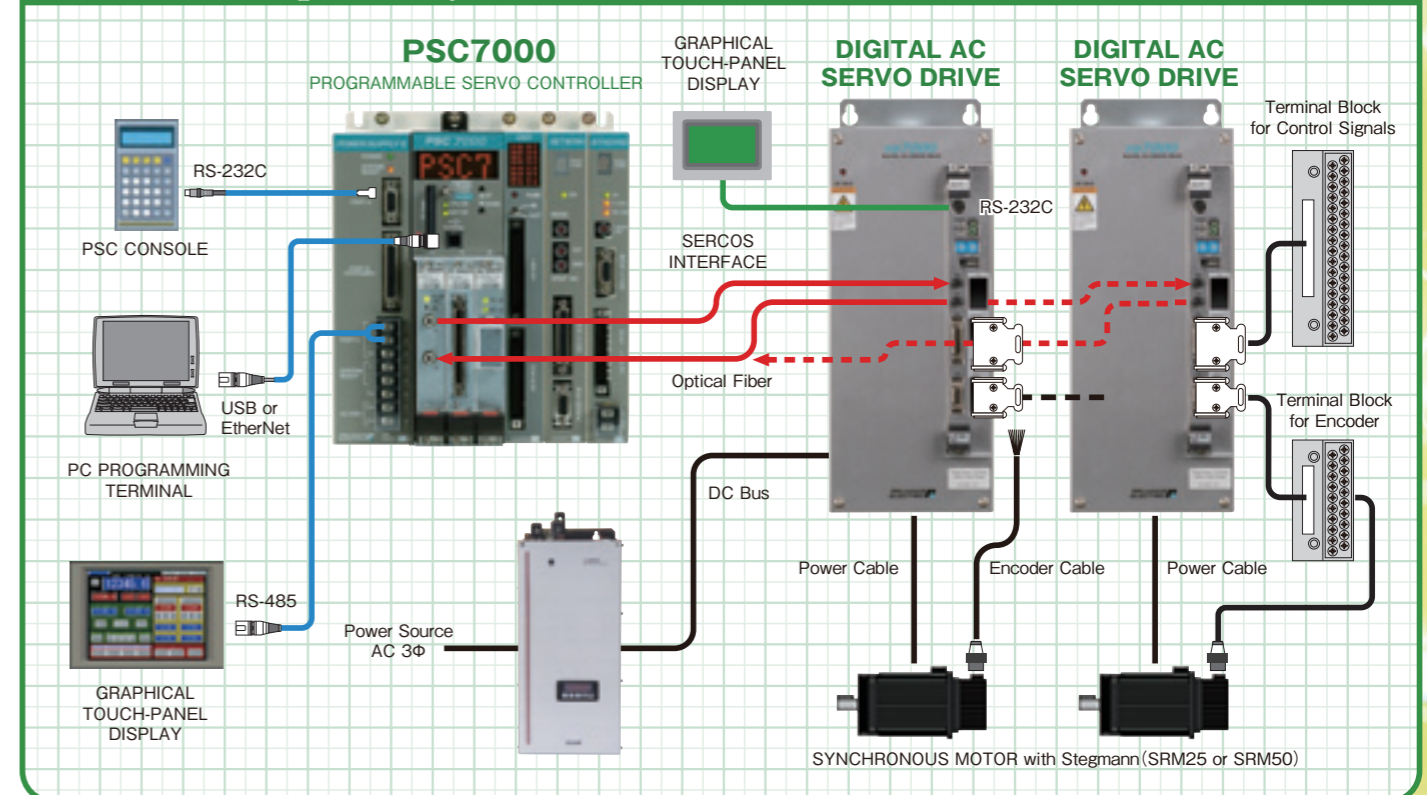 PSC7000
PROGRAMMABLE SERVO CONTROLLER
GRAPHICAL
TOUCH-PANEL
DISPLAY
DIGITAL AC
SERVO DRIVE
DIGITAL AC
SERVO DRIVE
Terminal Block
for Control Signals
PSC 7000
PSC7
RS-232C
PSC CONSOLE
RS-232C
SERCOS
INTERFACE
Optical Fiber
USB or
EtherNet
PC PROGRAMMING
TERMINAL
Terminal Block
for Encoder
DC Bus
Power Cable
Encoder Cable
Power Cable
RS-485
Power Source
AC 3Φ
GRAPHICAL
TOUCH-PANEL
DISPLAY
SYNCHRONOUS MOTOR with Stegmann(SRM25 or SRM50)